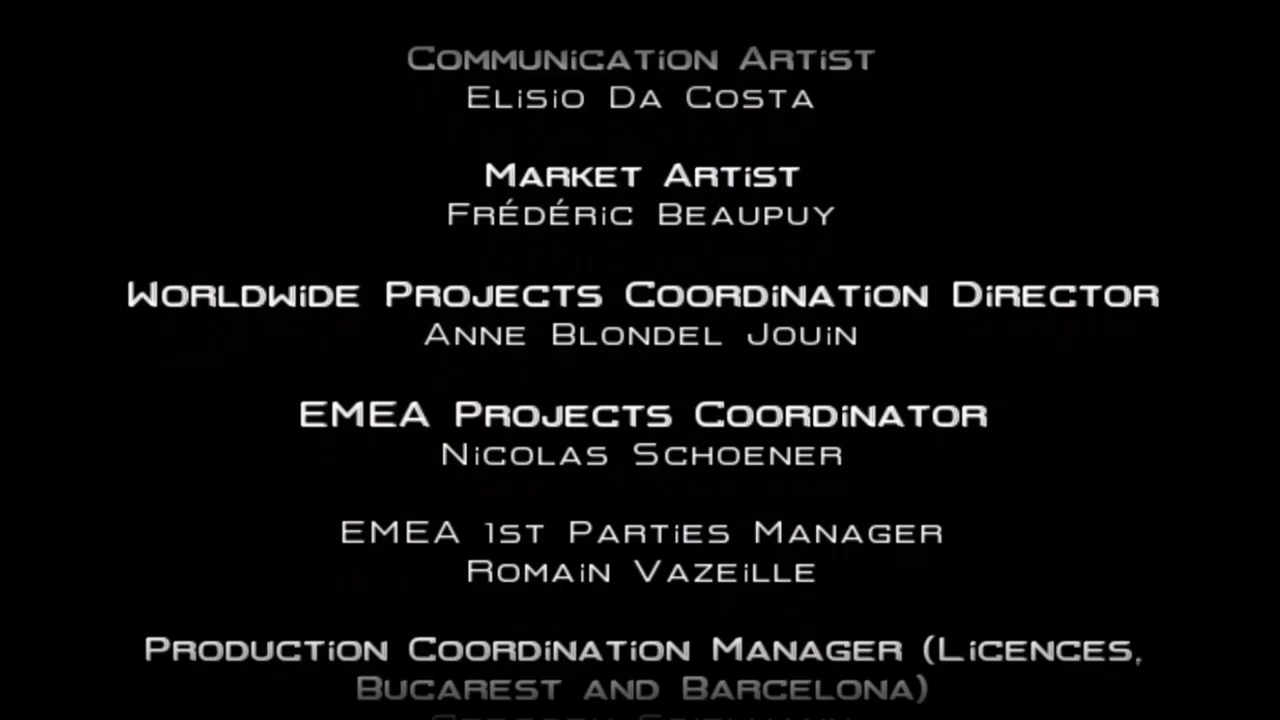 Communication Artist
Elisio Da Costa
Market Artist
Frédéric Beaupuy
Worldwide Projects Coordination Director
Anne Blondel Jouin
EMEA Projects Coordinator
Nicolas Schoener
EMEA 1st Parties Manager
Romain Vazeille
Production Coordination Manager (Licences,
Bucarest and Barcelona)